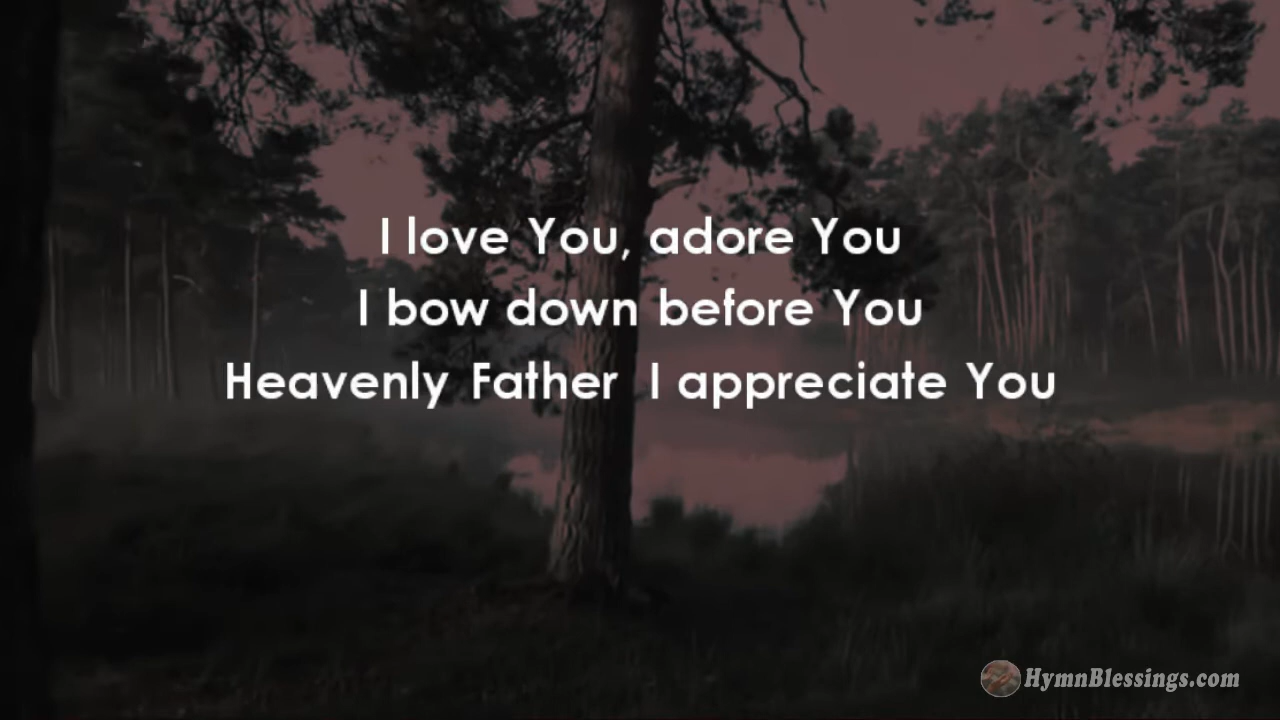 I love You, adore You
I bow down before You
Heavenly Father I appreciate You
HymnBlessings.com